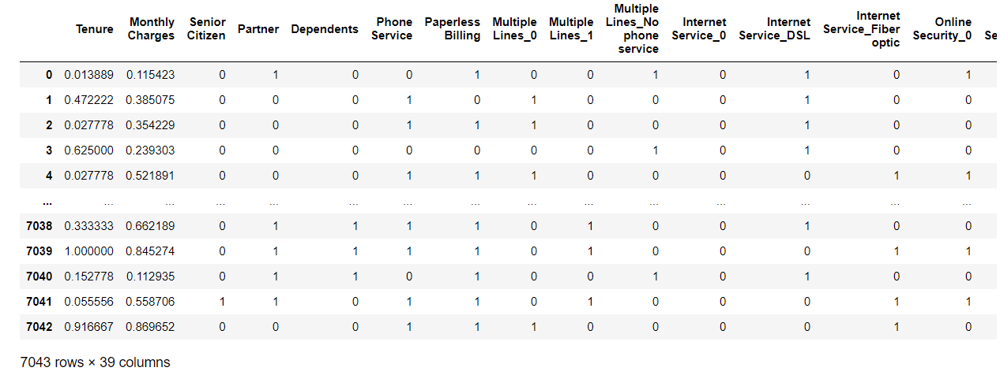 Tenure Monthly Charges Senior Citizen Partner Dependents Phone Service Paperless Billing Multiple Lines_0 Multiple Lines_1 Multiple Lines_No phone service Internet Service_0 Internet Service_DSL Internet Service_Fiber optic Online Security_0 Se
0 0.013889 0.115423 0 1 0 0 1 0 0 1 0 1 0 1
1 0.472222 0.385075 0 0 0 1 0 1 0 0 0 1 0 0
2 0.027778 0.354229 0 0 0 1 1 1 0 0 0 1 0 0
3 0.625000 0.239303 0 0 0 0 0 0 0 1 0 1 0 0
4 0.027778 0.521891 0 0 0 1 1 1 0 0 0 0 1 1
... ... ... ... ... ... ... ... ... ... ... ... ... ... ...
7038 0.333333 0.662189 0 1 1 1 1 0 1 0 0 1 0 0
7039 1.000000 0.845274 0 1 1 1 1 0 1 0 0 0 1 1
7040 0.152778 0.112935 0 1 1 0 1 0 0 1 0 1 0 0
7041 0.055556 0.558706 1 1 0 1 1 0 1 0 0 0 1 1
7042 0.916667 0.869652 0 0 0 1 1 1 0 0 0 0 1 0
7043 rows × 39 columns